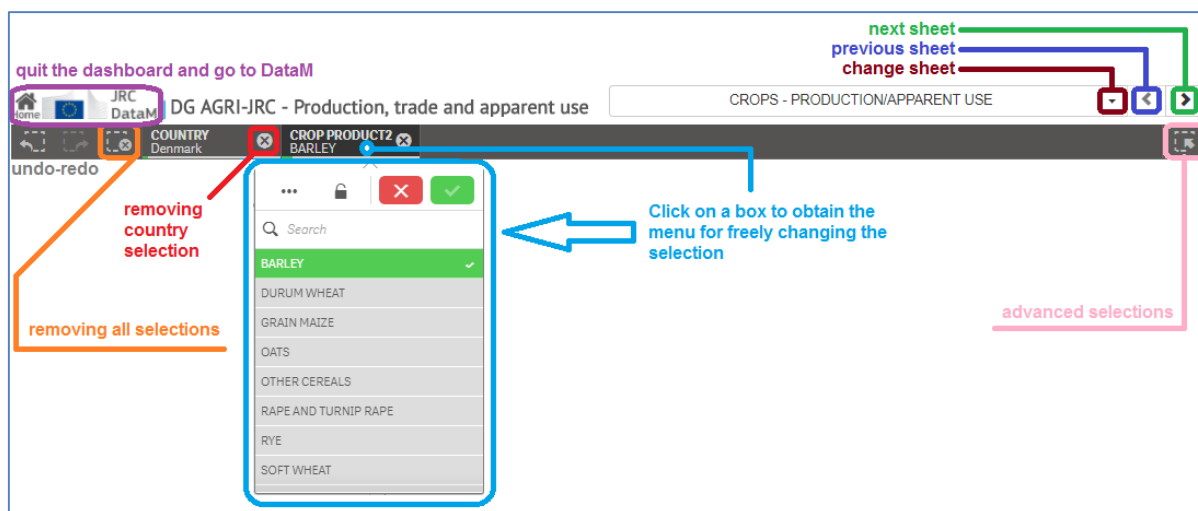 next sheet
previous sheet
change sheet
quit the dashboard and go to DataM
Home
JRC
DataM
DG AGRI-JRC - Production, trade and apparent use
CROPS - PRODUCTION/APPARENT USE
COUNTRY
Denmark
CROP PRODUCT2
BARLEY
undo-redo
removing
country
selection
Search
Click on a box to obtain the
menu for freely changing the
selection
BARLEY
DURUM WHEAT
GRAIN MAIZE
OATS
OTHER CEREALS
RAPE AND TURNIP RAPE
RYE
SOFT WHEAT
removing all selections
advanced selections